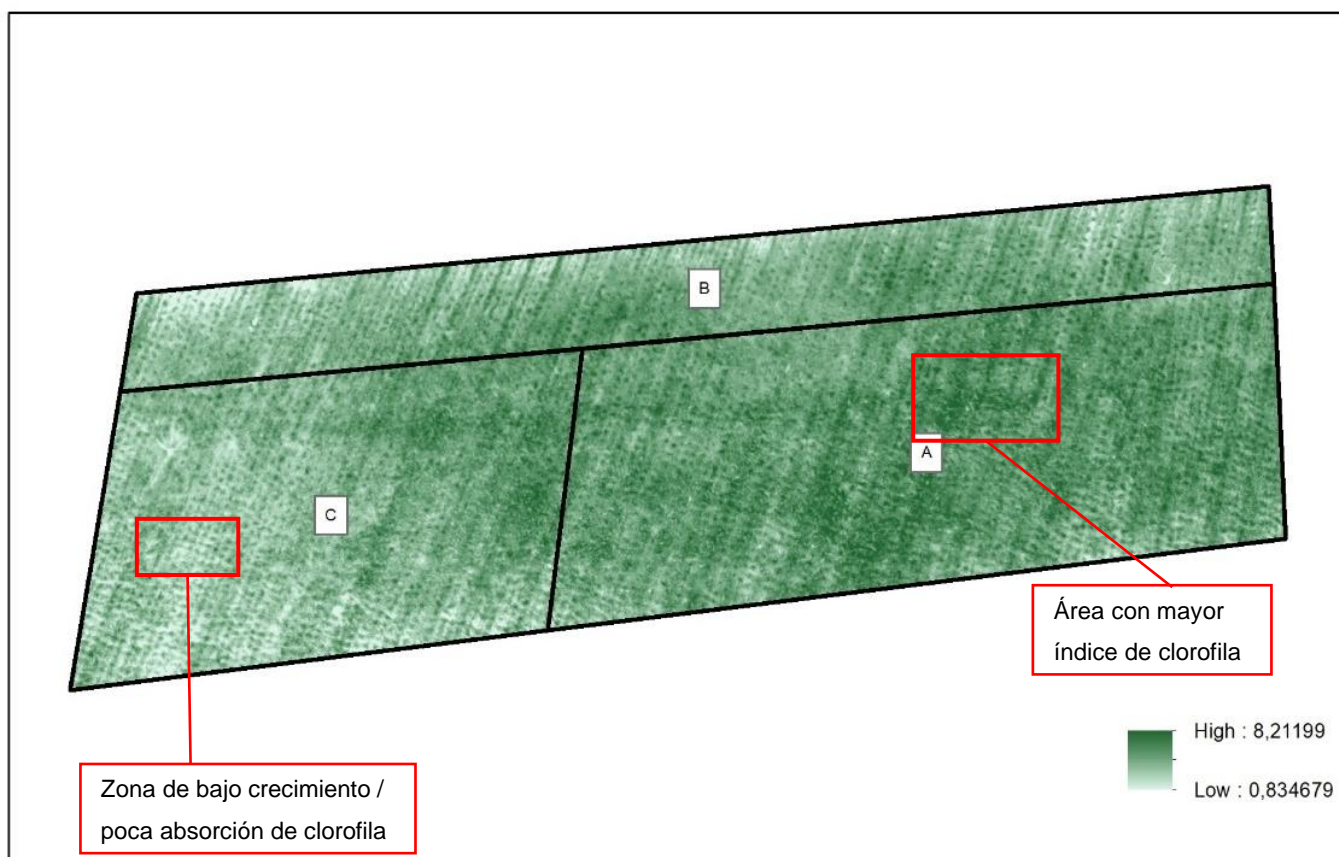 B
A
C
Área con mayor
índice de clorofila
High : 8,21199
Low : 0,834679
Zona de bajo crecimiento /
poca absorción de clorofila